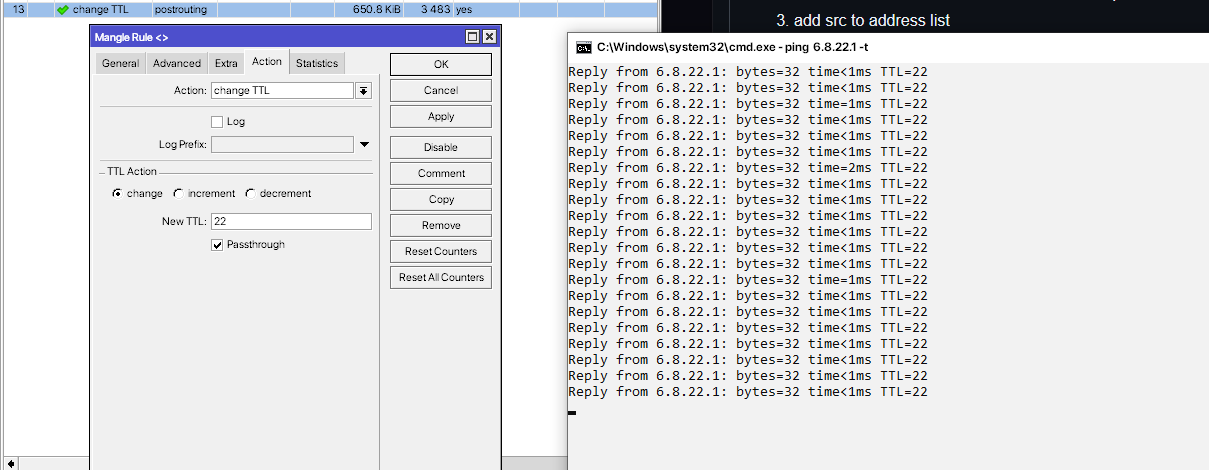 13 change TTL postrouting 650.8 KiB 3 483 yes
3. add src to address list
Mangle Rule <>
General Advanced Extra Action Statistics
Action: change TTL
Log
Log Prefix:
TTL Action
change increment decrement
New TTL: 22
Passthrough
OK
Cancel
Apply
Disable
Comment
Copy
Remove
Reset Counters
Reset All Counters
C:\Windows\system32\cmd.exe - ping 6.8.22.1 -t
Reply from 6.8.22.1: bytes=32 time<1ms TTL=22
Reply from 6.8.22.1: bytes=32 time<1ms TTL=22
Reply from 6.8.22.1: bytes=32 time=1ms TTL=22
Reply from 6.8.22.1: bytes=32 time<1ms TTL=22
Reply from 6.8.22.1: bytes=32 time<1ms TTL=22
Reply from 6.8.22.1: bytes=32 time<1ms TTL=22
Reply from 6.8.22.1: bytes=32 time=2ms TTL=22
Reply from 6.8.22.1: bytes=32 time<1ms TTL=22
Reply from 6.8.22.1: bytes=32 time<1ms TTL=22
Reply from 6.8.22.1: bytes=32 time<1ms TTL=22
Reply from 6.8.22.1: bytes=32 time<1ms TTL=22
Reply from 6.8.22.1: bytes=32 time<1ms TTL=22
Reply from 6.8.22.1: bytes=32 time<1ms TTL=22
Reply from 6.8.22.1: bytes=32 time=1ms TTL=22
Reply from 6.8.22.1: bytes=32 time<1ms TTL=22
Reply from 6.8.22.1: bytes=32 time<1ms TTL=22
Reply from 6.8.22.1: bytes=32 time<1ms TTL=22
Reply from 6.8.22.1: bytes=32 time<1ms TTL=22
Reply from 6.8.22.1: bytes=32 time<1ms TTL=22
Reply from 6.8.22.1: bytes=32 time<1ms TTL=22
Reply from 6.8.22.1: bytes=32 time<1ms TTL=22